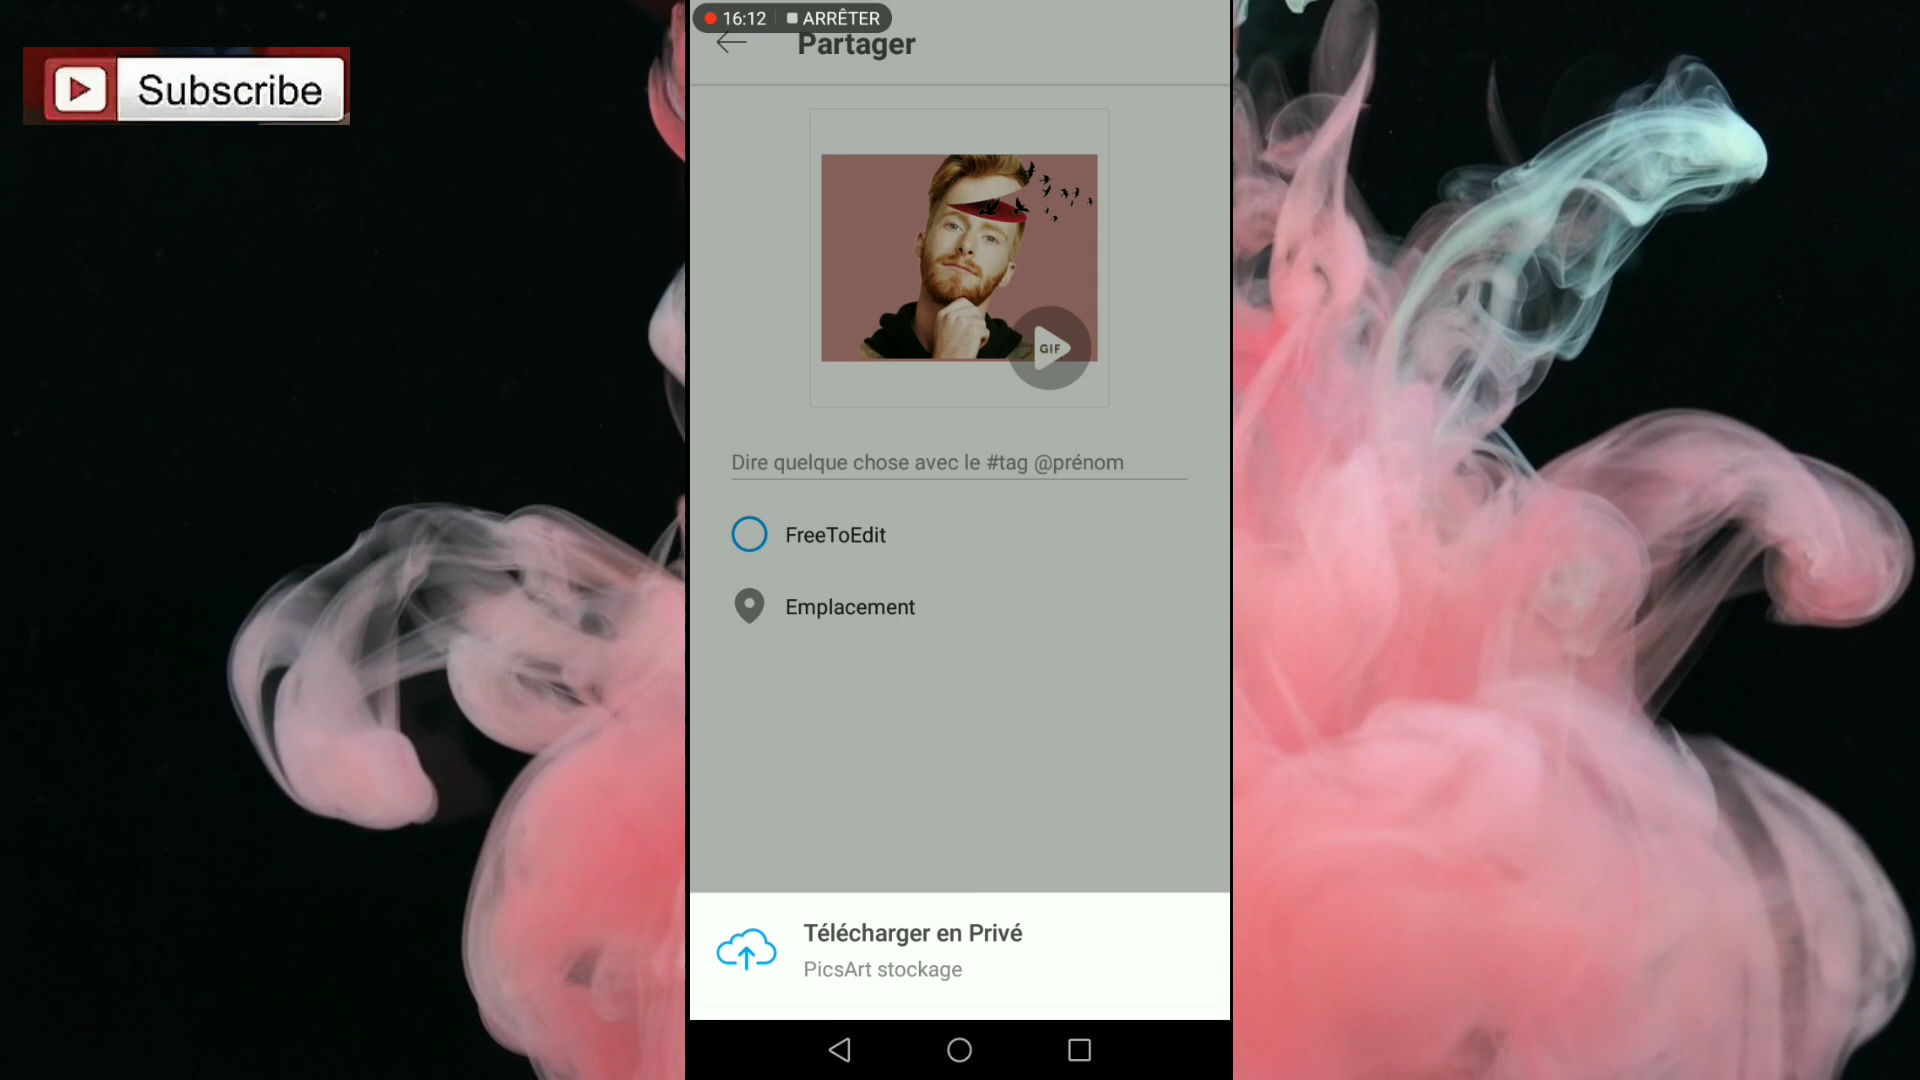 Subscribe
16:12 ARRÊTER
Partager
GIF
Dire quelque chose avec le #tag @prénom
FreeToEdit
Emplacement
Télécharger en Privé
PicsArt stockage